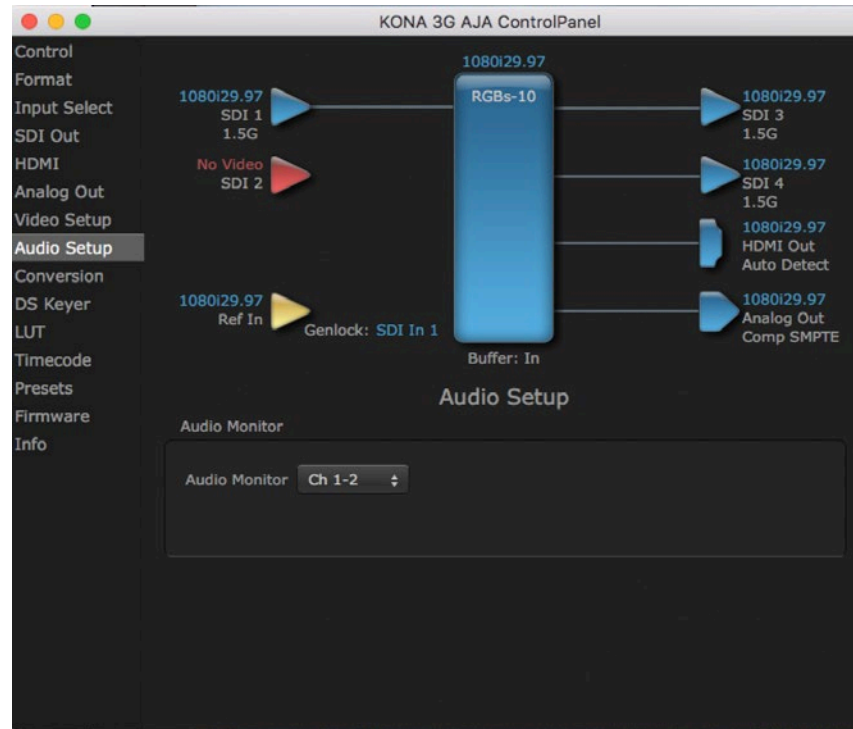 KONA 3G AJA ControlPanel
Control
Format
Input Select
SDI Out
HDMI
Analog Out
Video Setup
Audio Setup
Conversion
DS Keyer
LUT
Timecode
Presets
Firmware
Info
1080i29.97
SDI 1
1.5G
No Video
SDI 2
1080i29.97
Ref In
Genlock: SDI In 1
1080i29.97
RGBs-10
Buffer: In
1080i29.97
SDI 3
1.5G
1080i29.97
SDI 4
1.5G
1080i29.97
HDMI Out
Auto Detect
1080i29.97
Analog Out
Comp SMPTE
Audio Setup
Audio Monitor
Audio Monitor Ch 1-2